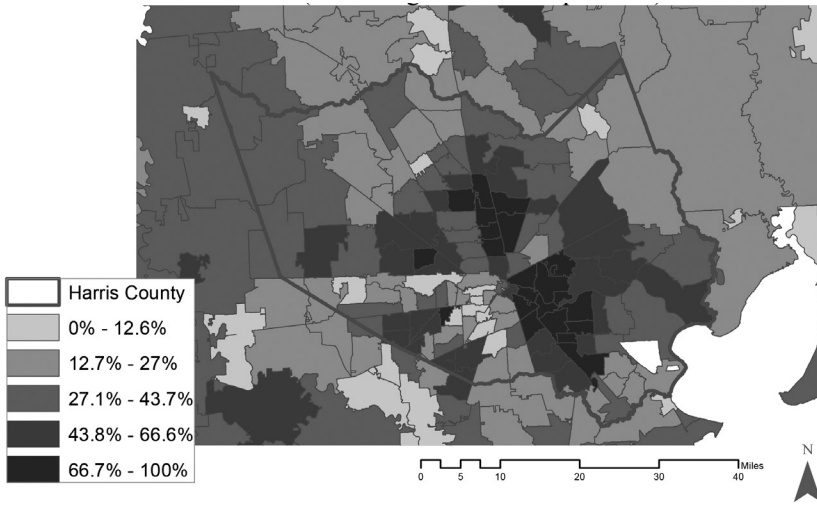 Harris County
0% - 12.6%
12.7% - 27%
27.1% - 43.7%
43.8% - 66.6%
66.7% - 100%
Miles
0 5 10 20 30 40
N